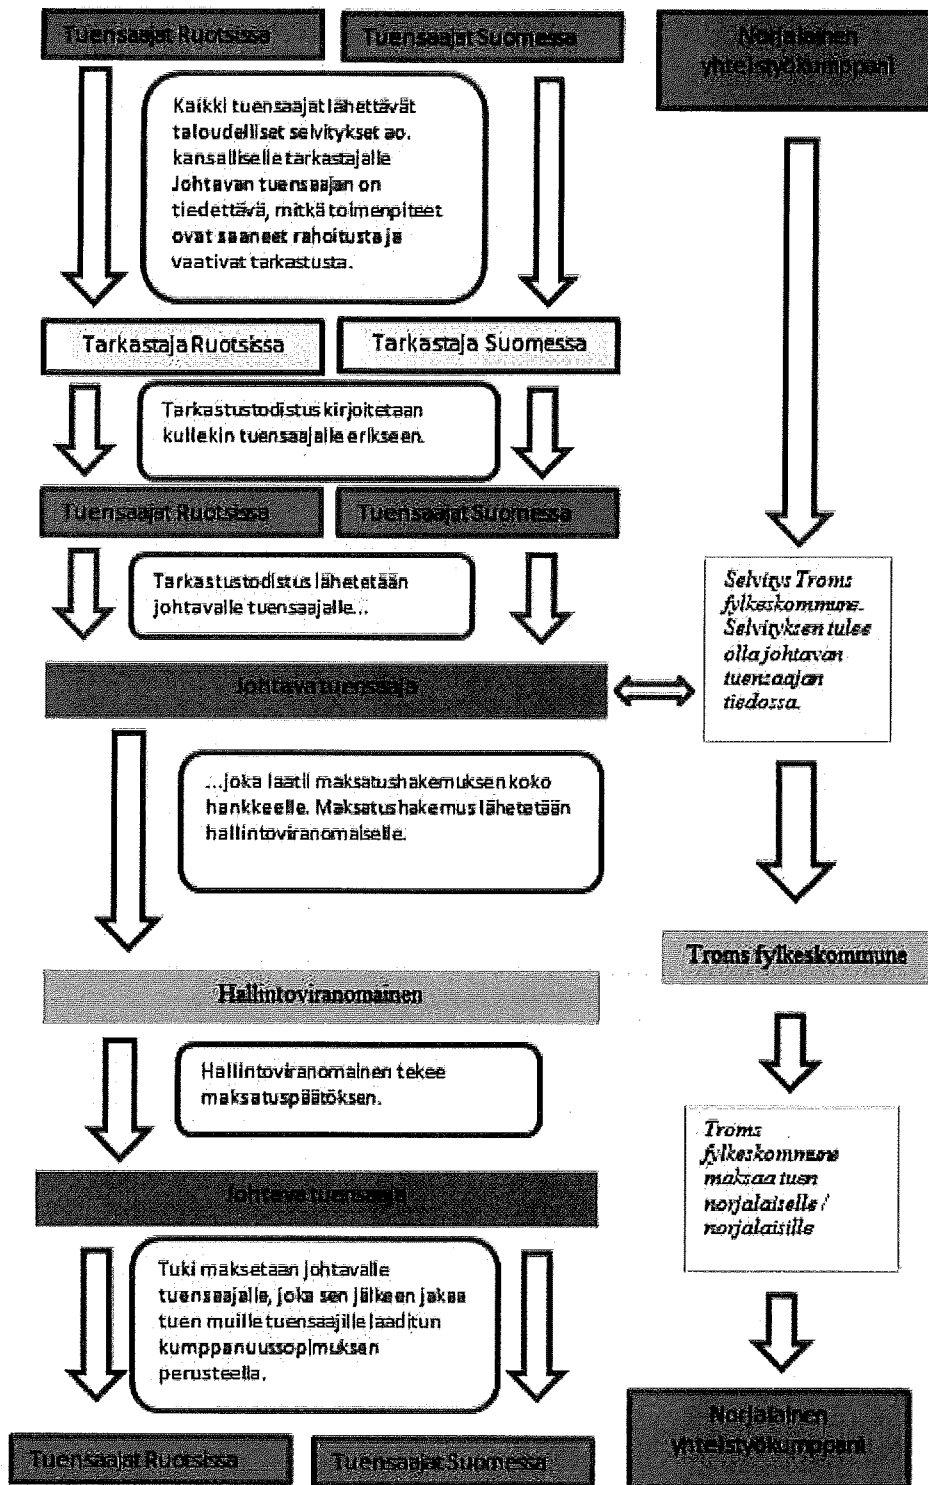 Tuensaajat Ruotsissa
Tuensaajat Suomessa
Norjalainen
yhteistyökumppani
Kaikki tuensaajat lähettävät
taloudelliset selvitykset ao.
kansalliselle tarkastajalle
Johtavan tuensaajan on
tiedettävä, mitkä toimenpiteet
ovat saaneet rahoitusta ja
vaativat tarkastusta.
Tarkastaja Ruotsissa
Tarkastaja Suomessa
Tarkastustodistus kirjoitetaan
kullekin tuensaajalle erikseen.
Tuensaajat Ruotsissa
Tuensaajat Suomessa
Tarkastustodistus lähetetään
johtavalle tuensaajalle...
Selvitys Troms
fylkeskommune.
Selvityksen tulee
olla johtavan
tuensaajan
tiedossa.
Johtava tuensaaja
...joka laatii maksatushakemuksen koko
hankkeelle. Maksatushakemus lähetetään
hallintoviranomaiselle.
Troms fylkeskommune
Hallintoviranomainen
Hallintoviranomainen tekee
maksatuspäätöksen.
Troms
fylkeskommune
maksaa tuen
norjalaiselle /
norjalaisille
Johtava tuensaaja
Tuki maksetaan johtavalle
tuensaajalle, joka sen jälkeen jakaa
tuen muille tuensaajille laaditun
kumppanuussopimuksen
perusteella.
Norjalainen
yhteistyökumppani
Tuensaajat Ruotsissa
Tuensaajat Suomessa